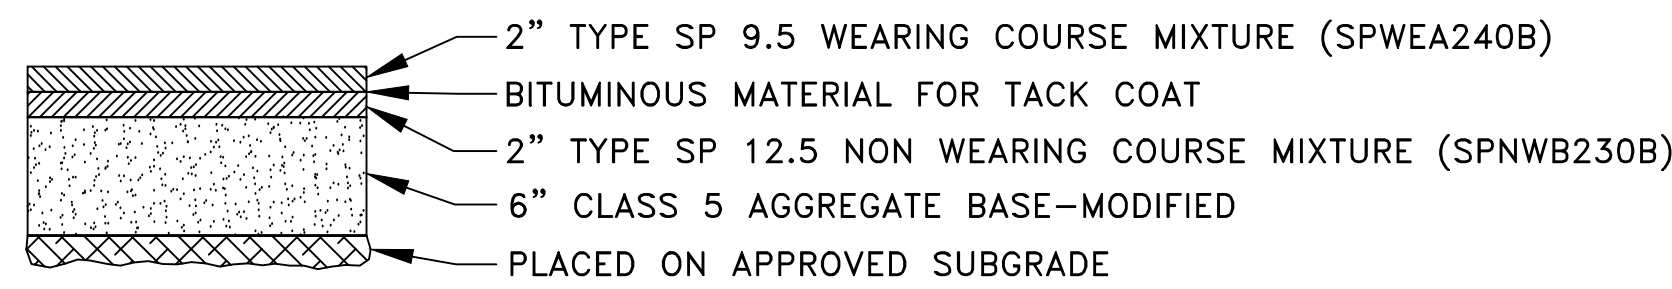 2” TYPE SP 9.5 WEARING COURSE MIXTURE (SPWEA240B)
BITUMINOUS MATERIAL FOR TACK COAT
2” TYPE SP 12.5 NON WEARING COURSE MIXTURE (SPNWB230B)
6” CLASS 5 AGGREGATE BASE-MODIFIED
PLACED ON APPROVED SUBGRADE